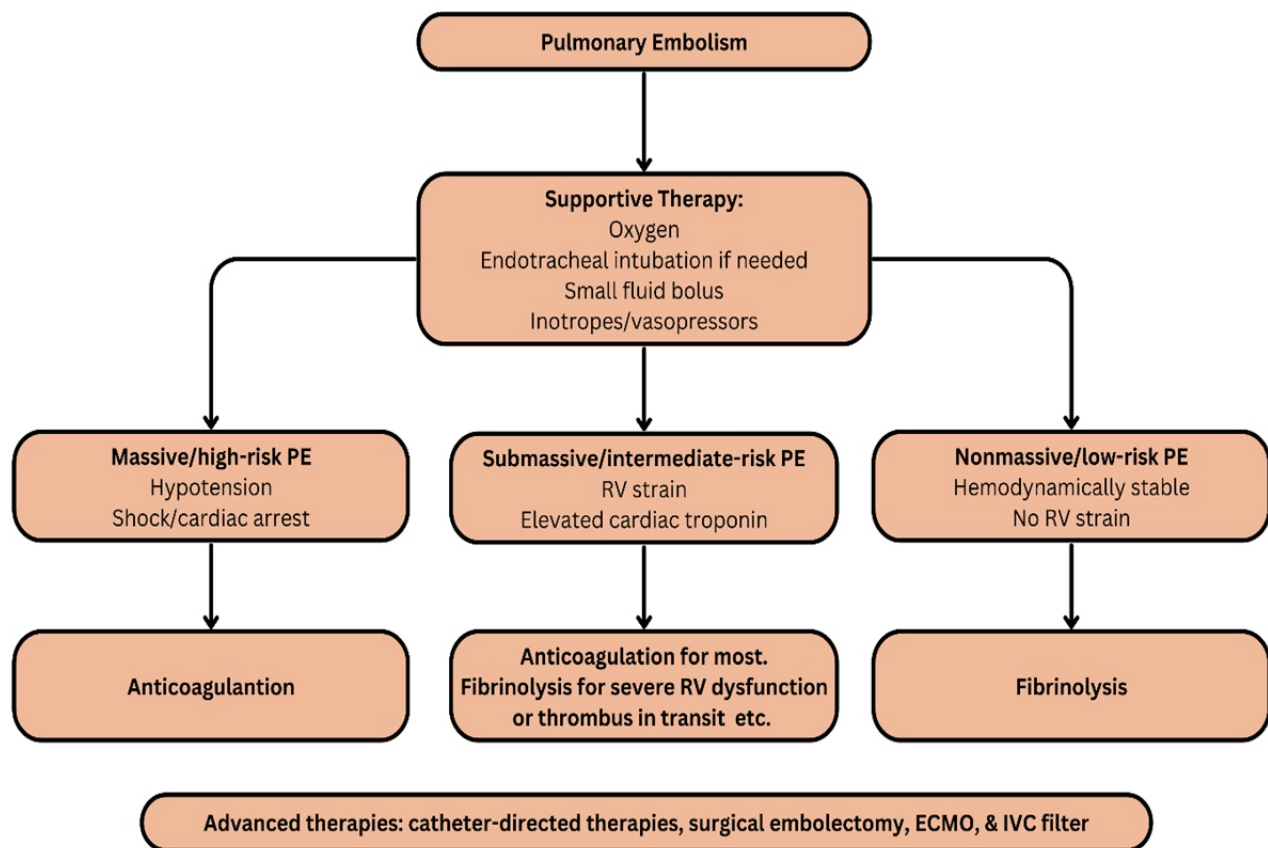 Pulmonary Embolism
Supportive Therapy:
Oxygen
Endotracheal intubation if needed
Small fluid bolus
Inotropes/vasopressors
Massive/high-risk PE
Hypotension
Shock/cardiac arrest
Submassive/intermediate-risk PE
RV strain
Elevated cardiac troponin
Nonmassive/low-risk PE
Hemodynamically stable
No RV strain
Anticoagulantion
Anticoagulation for most.
Fibrinolysis for severe RV dysfunction
or thrombus in transit etc.
Fibrinolysis
Advanced therapies: catheter-directed therapies, surgical embolectomy, ECMO, & IVC filter